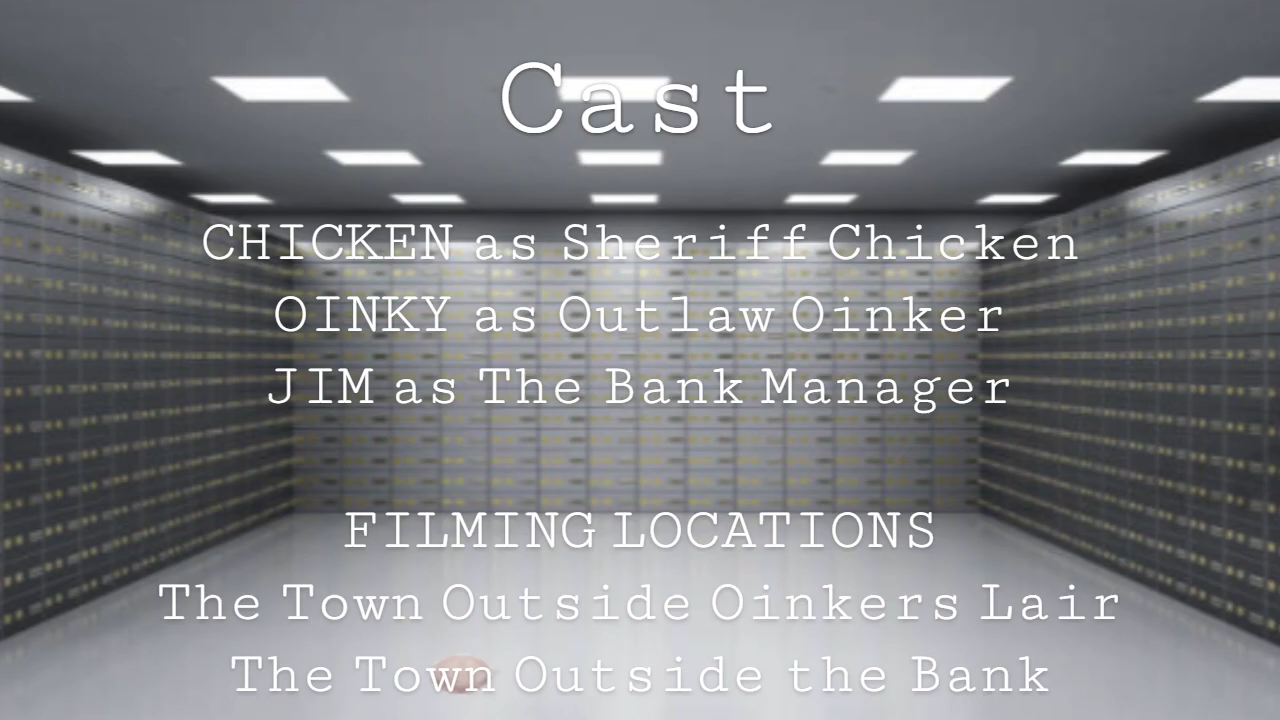 Cast
CHICKEN as Sheriff Chicken
OINKY as Outlaw Oinker
JIM as The Bank Manager
FILMING LOCATIONS
The Town Outside Oinkers Lair
The Town Outside the Bank